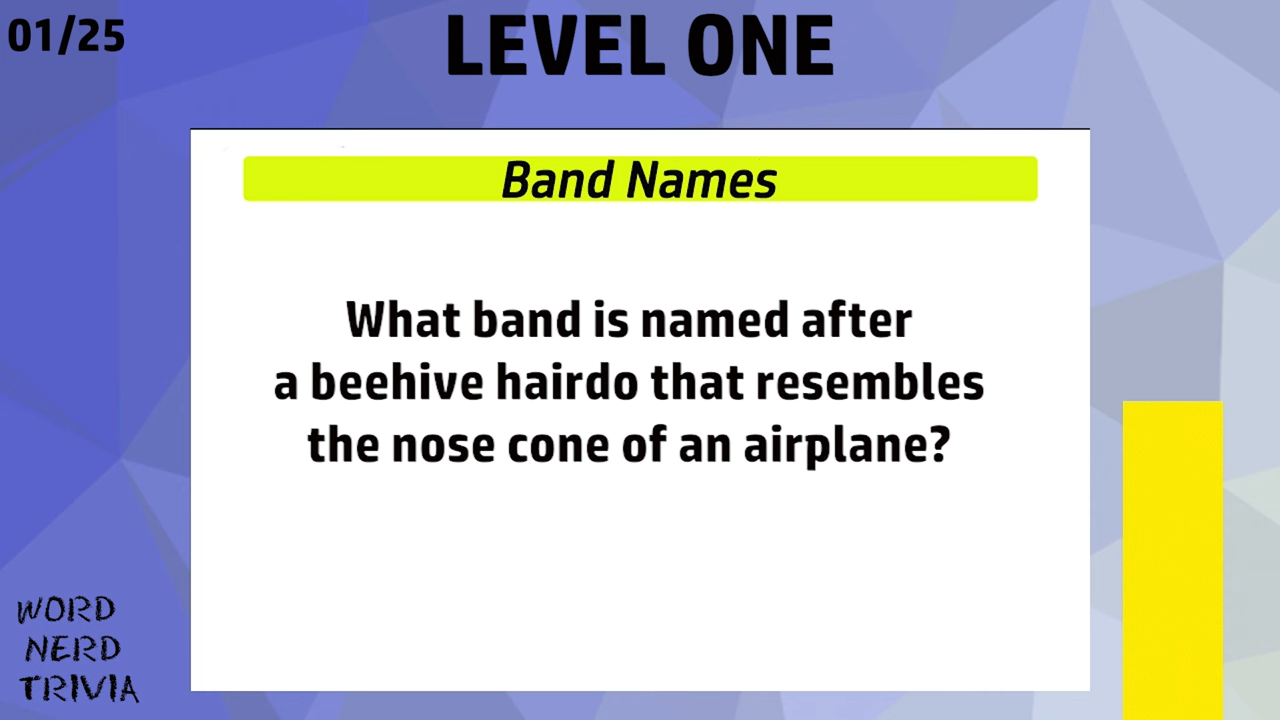 01/25
LEVEL ONE
Band Names
What band is named after
a beehive hairdo that resembles
the nose cone of an airplane?
WORD
NERD
TRIVIA